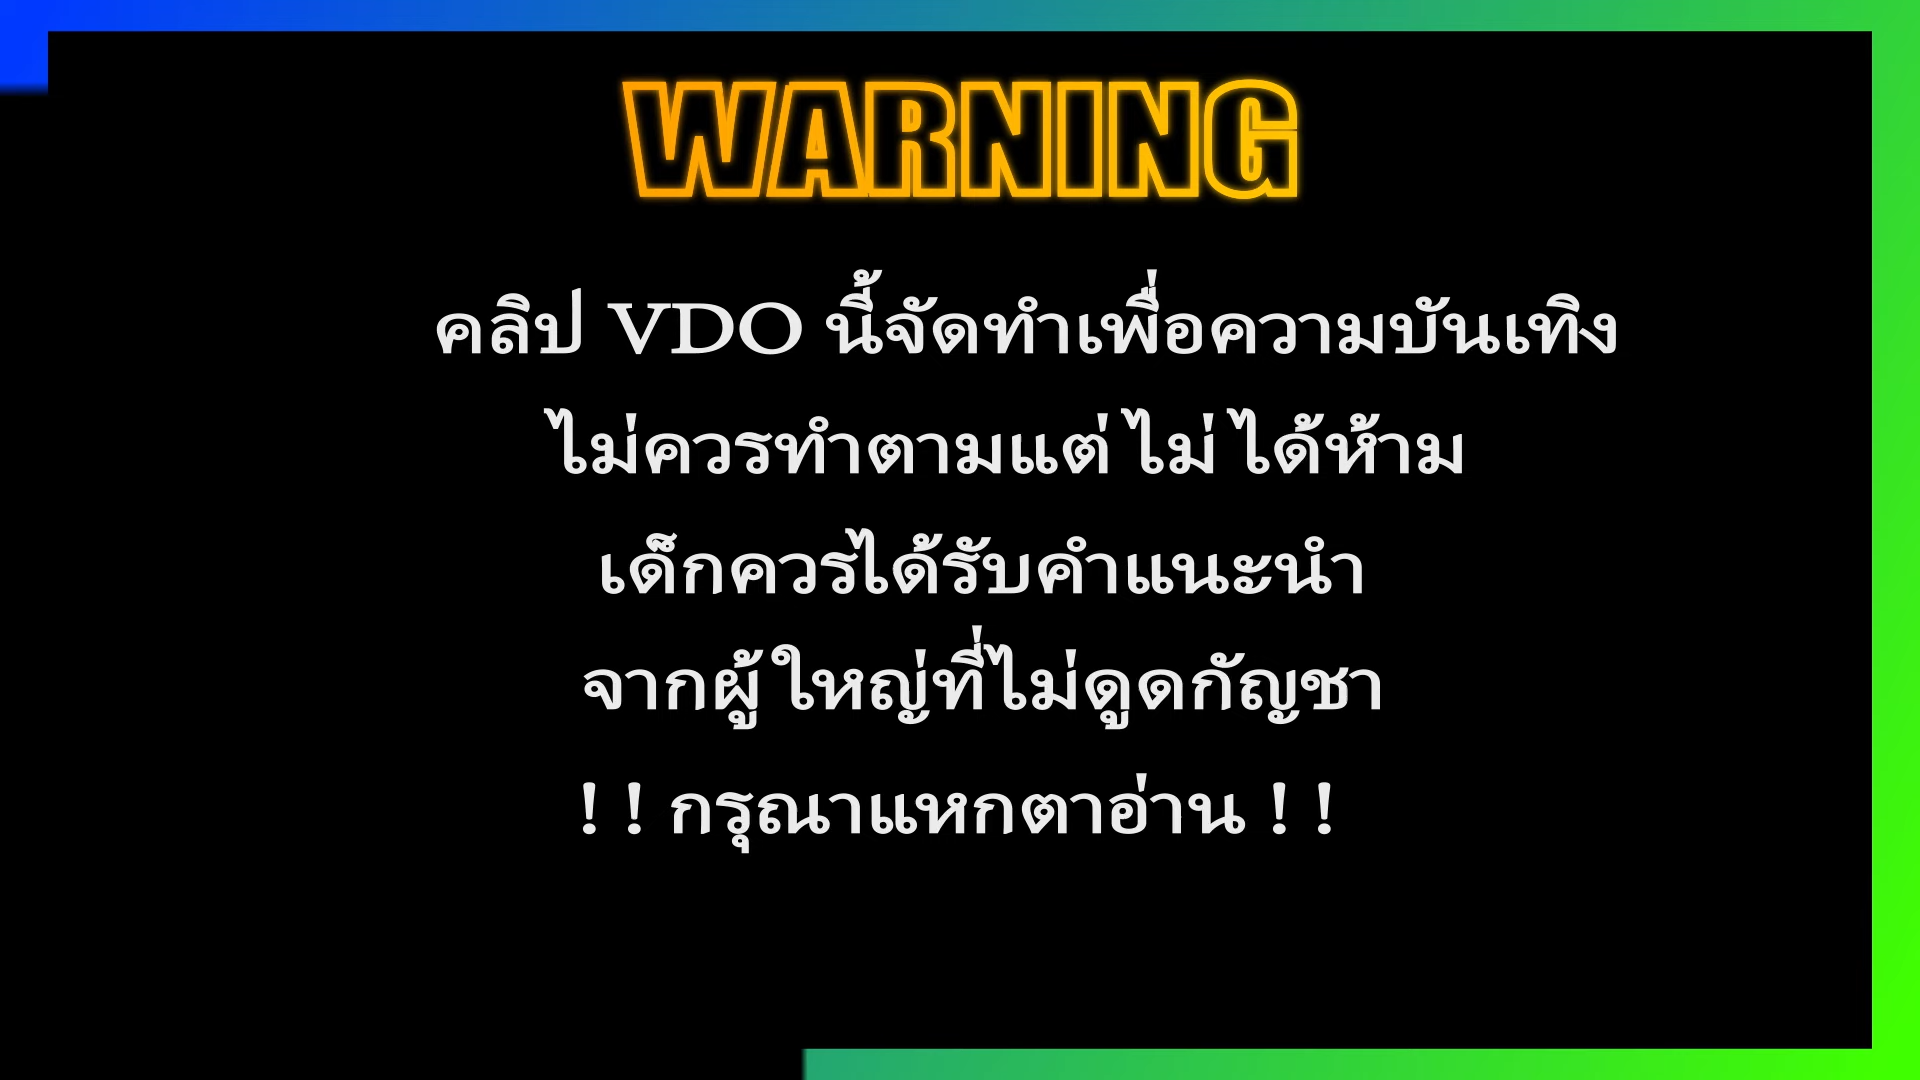 WARNING
คลิป VDO นี้จัดทำเพื่อความบันเทิง
ไม่ควรทำตามแต่ไม่ได้ห้าม
เด็กควรได้รับคำแนะนำ
จากผู้ใหญ่ที่ไม่ดูดกัญชา
! ! กรุณาแหกตาอ่าน ! !